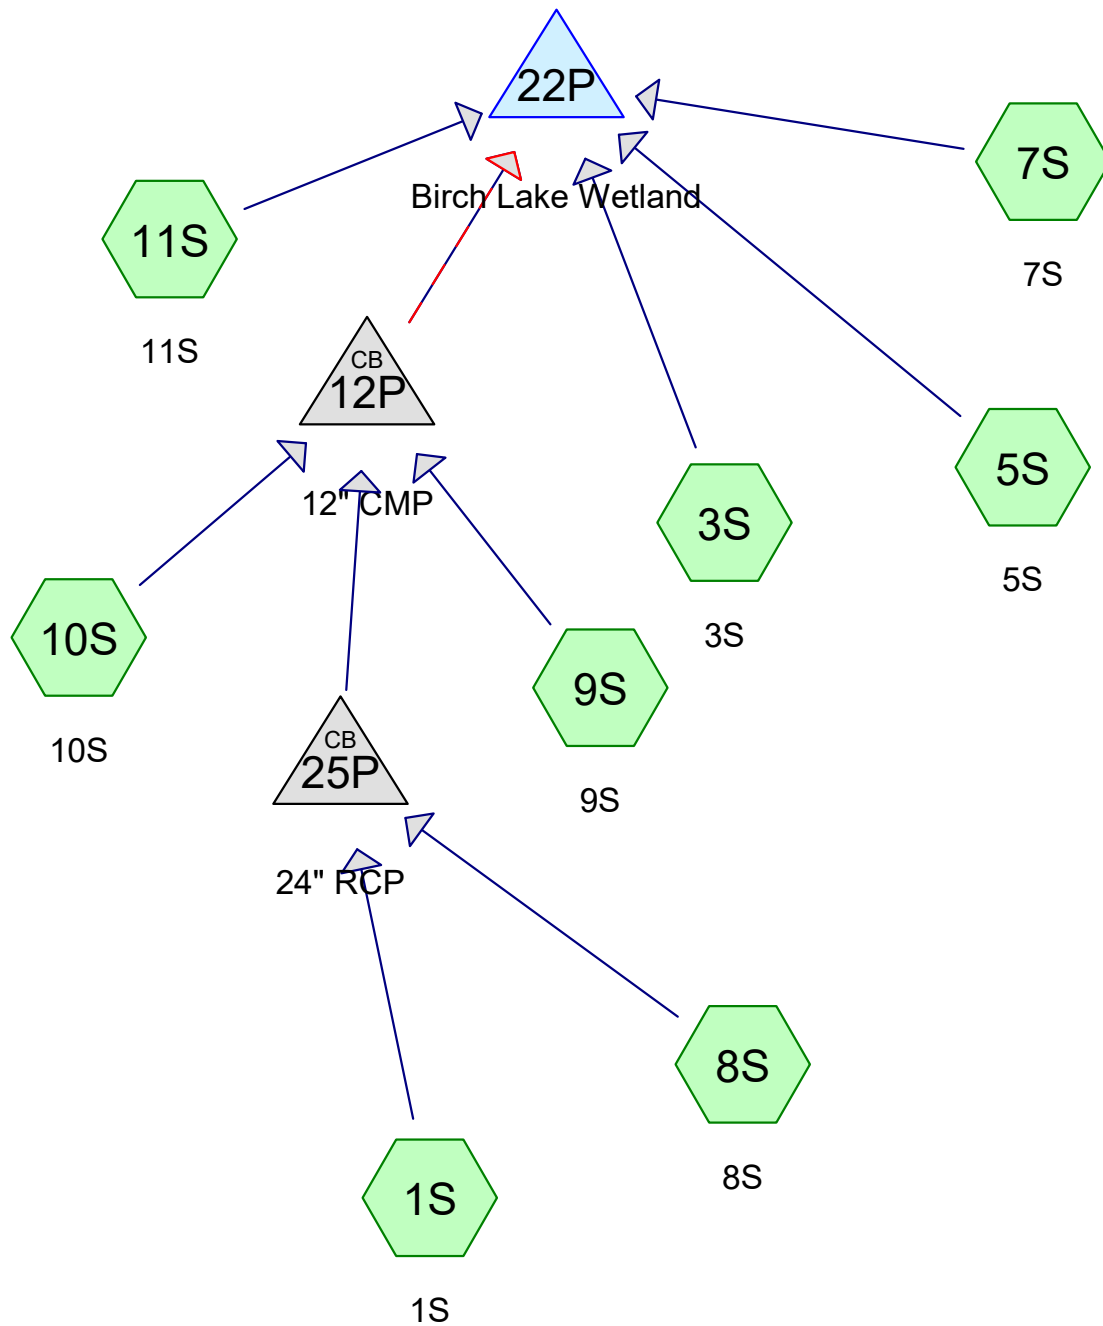 22P
Birch Lake Wetland
7S
7S
11S
11S
CB
12P
12" CMP
5S
5S
3S
3S
10S
10S
9S
9S
CB
25P
24" RCP
8S
8S
1S
1S